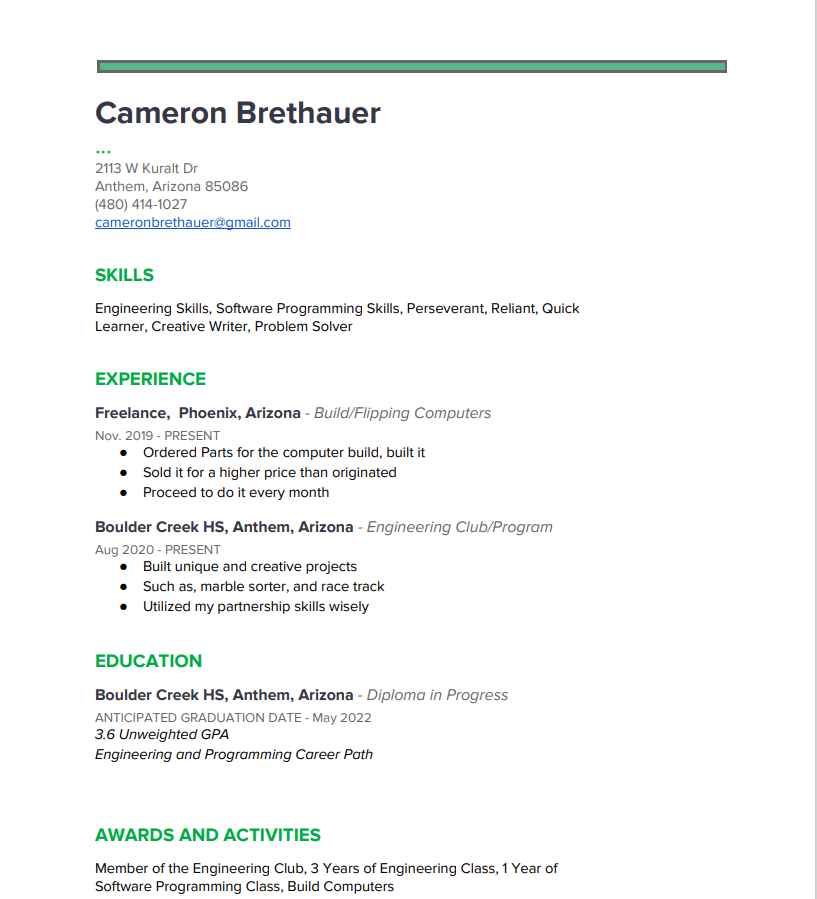 Cameron Brethauer
...
2113 W Kuralt Dr
Anthem, Arizona 85086
(480) 414-1027
cameronbrethauer@gmail.com
SKILLS
Engineering Skills, Software Programming Skills, Perseverant, Reliant, Quick
Learner, Creative Writer, Problem Solver
EXPERIENCE
Freelance,  Phoenix, Arizona - Build/Flipping Computers
Nov. 2019 - PRESENT
● Ordered Parts for the computer build, built it
● Sold it for a higher price than originated
● Proceed to do it every month
Boulder Creek HS, Anthem, Arizona - Engineering Club/Program
Aug 2020 - PRESENT
● Built unique and creative projects
● Such as, marble sorter, and race track
● Utilized my partnership skills wisely
EDUCATION
Boulder Creek HS, Anthem, Arizona - Diploma in Progress
ANTICIPATED GRADUATION DATE - May 2022
3.6 Unweighted GPA
Engineering and Programming Career Path
AWARDS AND ACTIVITIES
Member of the Engineering Club, 3 Years of Engineering Class, 1 Year of
Software Programming Class, Build Computers